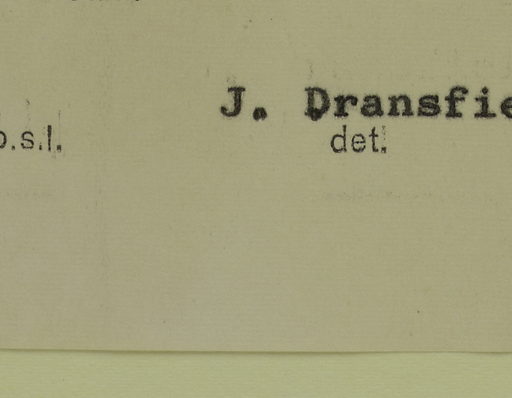 J. Dransfie
o.s.l. det.